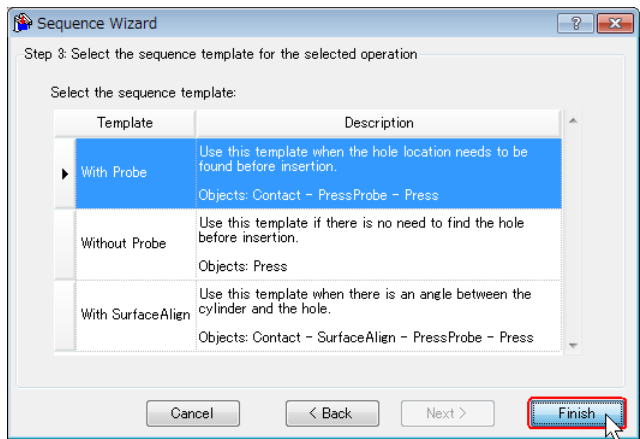 Sequence Wizard
Step 3: Select the sequence template for the selected operation
Select the sequence template:
Template Description
With Probe
Use this template when the hole location needs to be
found before insertion.
Objects: Contact - PressProbe - Press
Without Probe
Use this template if there is no need to find the hole
before insertion.
Objects: Press
With SurfaceAlign
Use this template when there is an angle between the
cylinder and the hole.
Objects: Contact - SurfaceAlign - PressProbe - Press
Cancel < Back Next > Finish